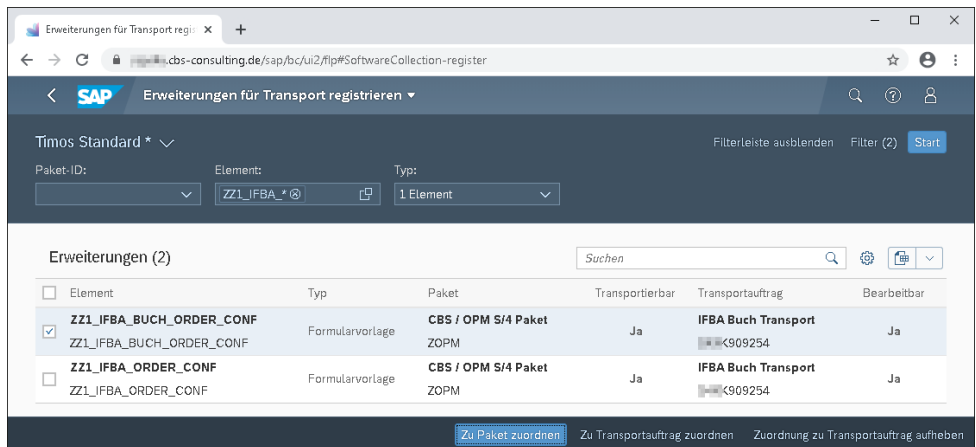 Erweiterungen für Transport regis
.cbs-consulting.de/sap/bc/ui2/flp#SoftwareCollection-register
SAP Erweiterungen für Transport registrieren
Timos Standard * Filterleiste ausblenden Filter (2) Start
Paket-ID: Element: Typ:
ZZ1_IFBA_* 1 Element
Erweiterungen (2) Suchen
Element Typ Paket Transportierbar Transportauftrag Bearbeitbar
ZZ1_IFBA_BUCH_ORDER_CONF CBS / OPM S/4 Paket IFBA Buch Transport
Formularvorlage Ja Ja
ZZ1_IFBA_BUCH_ORDER_CONF ZOPM K909254
ZZ1_IFBA_ORDER_CONF CBS / OPM S/4 Paket IFBA Buch Transport
Formularvorlage Ja Ja
ZZ1_IFBA_ORDER_CONF ZOPM K909254
Zu Paket zuordnen Zu Transportauftrag zuordnen Zuordnung zu Transportauftrag aufheben